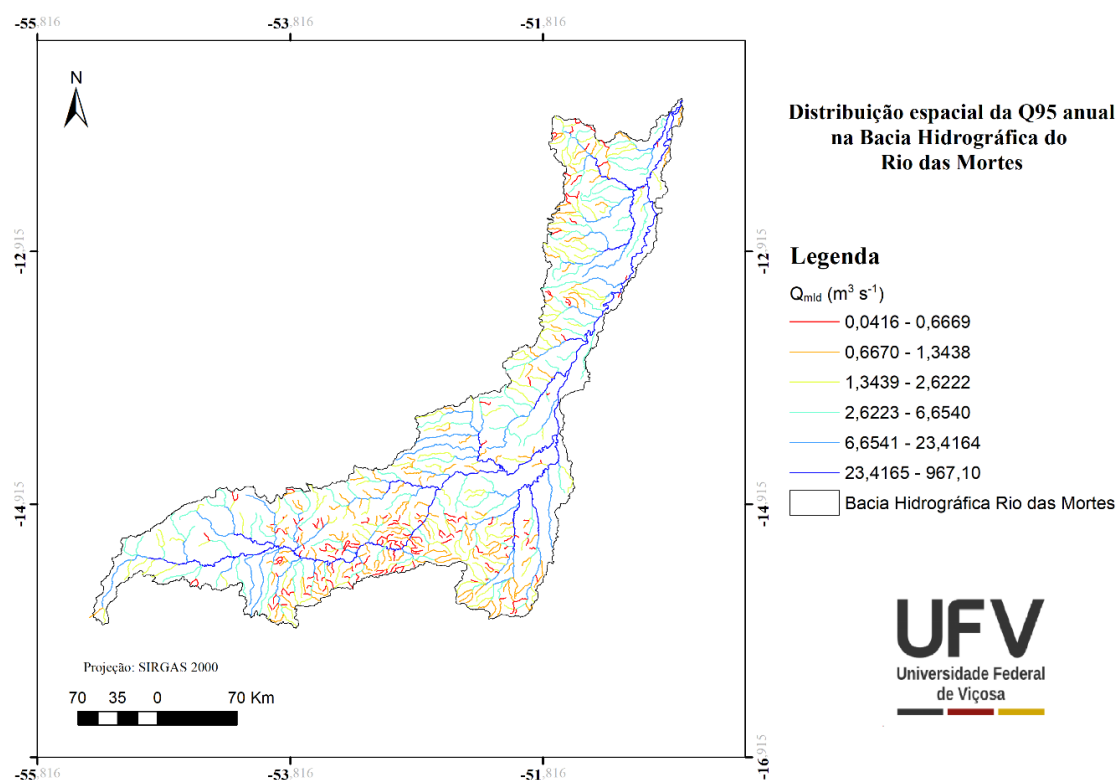 -55,816 -53,816 -51,816
N
Distribuição espacial da Q95 anual
na Bacia Hidrográfica do
Rio das Mortes
-12,915 -12,915
Legenda
Qmld (m³ s⁻¹)
0,0416 - 0,6669
0,6670 - 1,3438
1,3439 - 2,6222
2,6223 - 6,6540
6,6541 - 23,4164
23,4165 - 967,10
Bacia Hidrográfica Rio das Mortes
-14,915 -14,915
UFV
Universidade Federal
de Viçosa
Projeção: SIRGAS 2000
70 35 0 70 Km
-16,915
-55,816 -53,816 -51,816